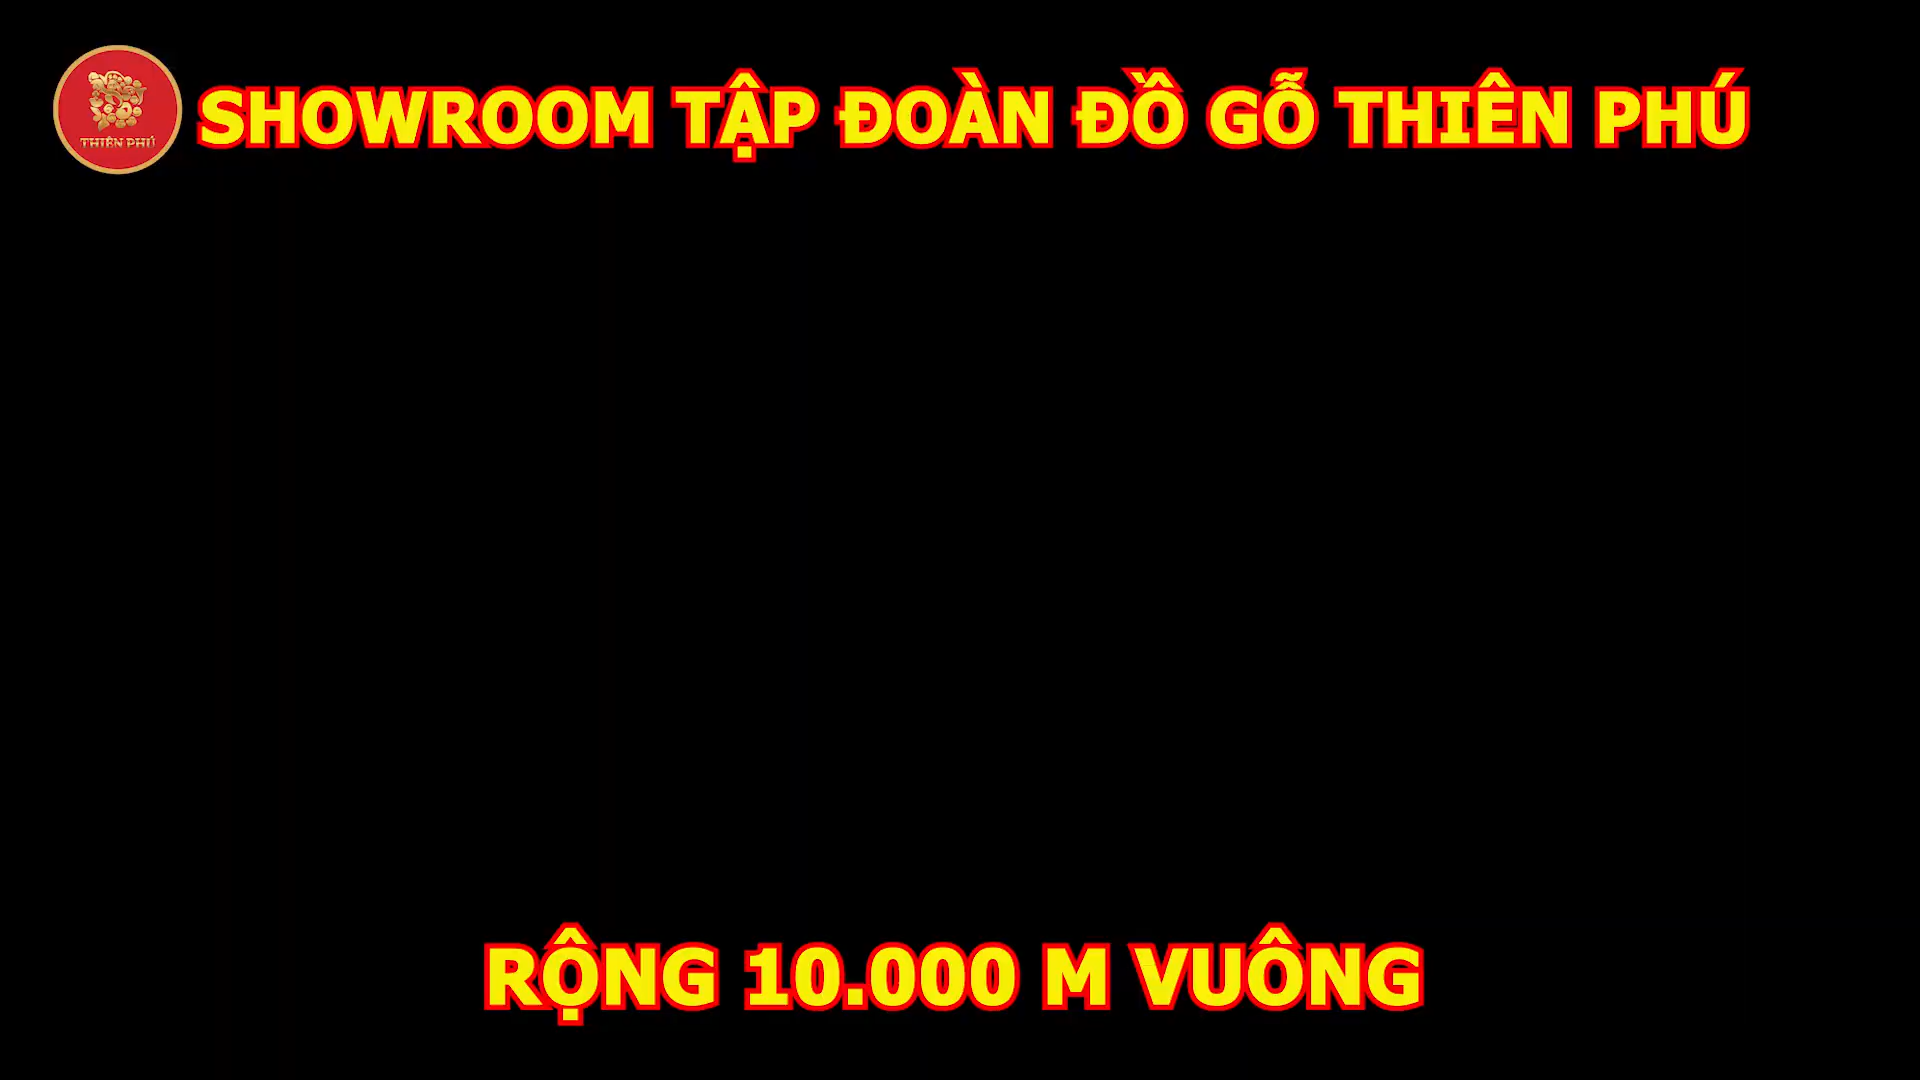 SHOWROOM TẬP ĐOÀN ĐỒ GỖ THIÊN PHÚ
THIÊN PHÚ
RỘNG 10.000 M VUÔNG